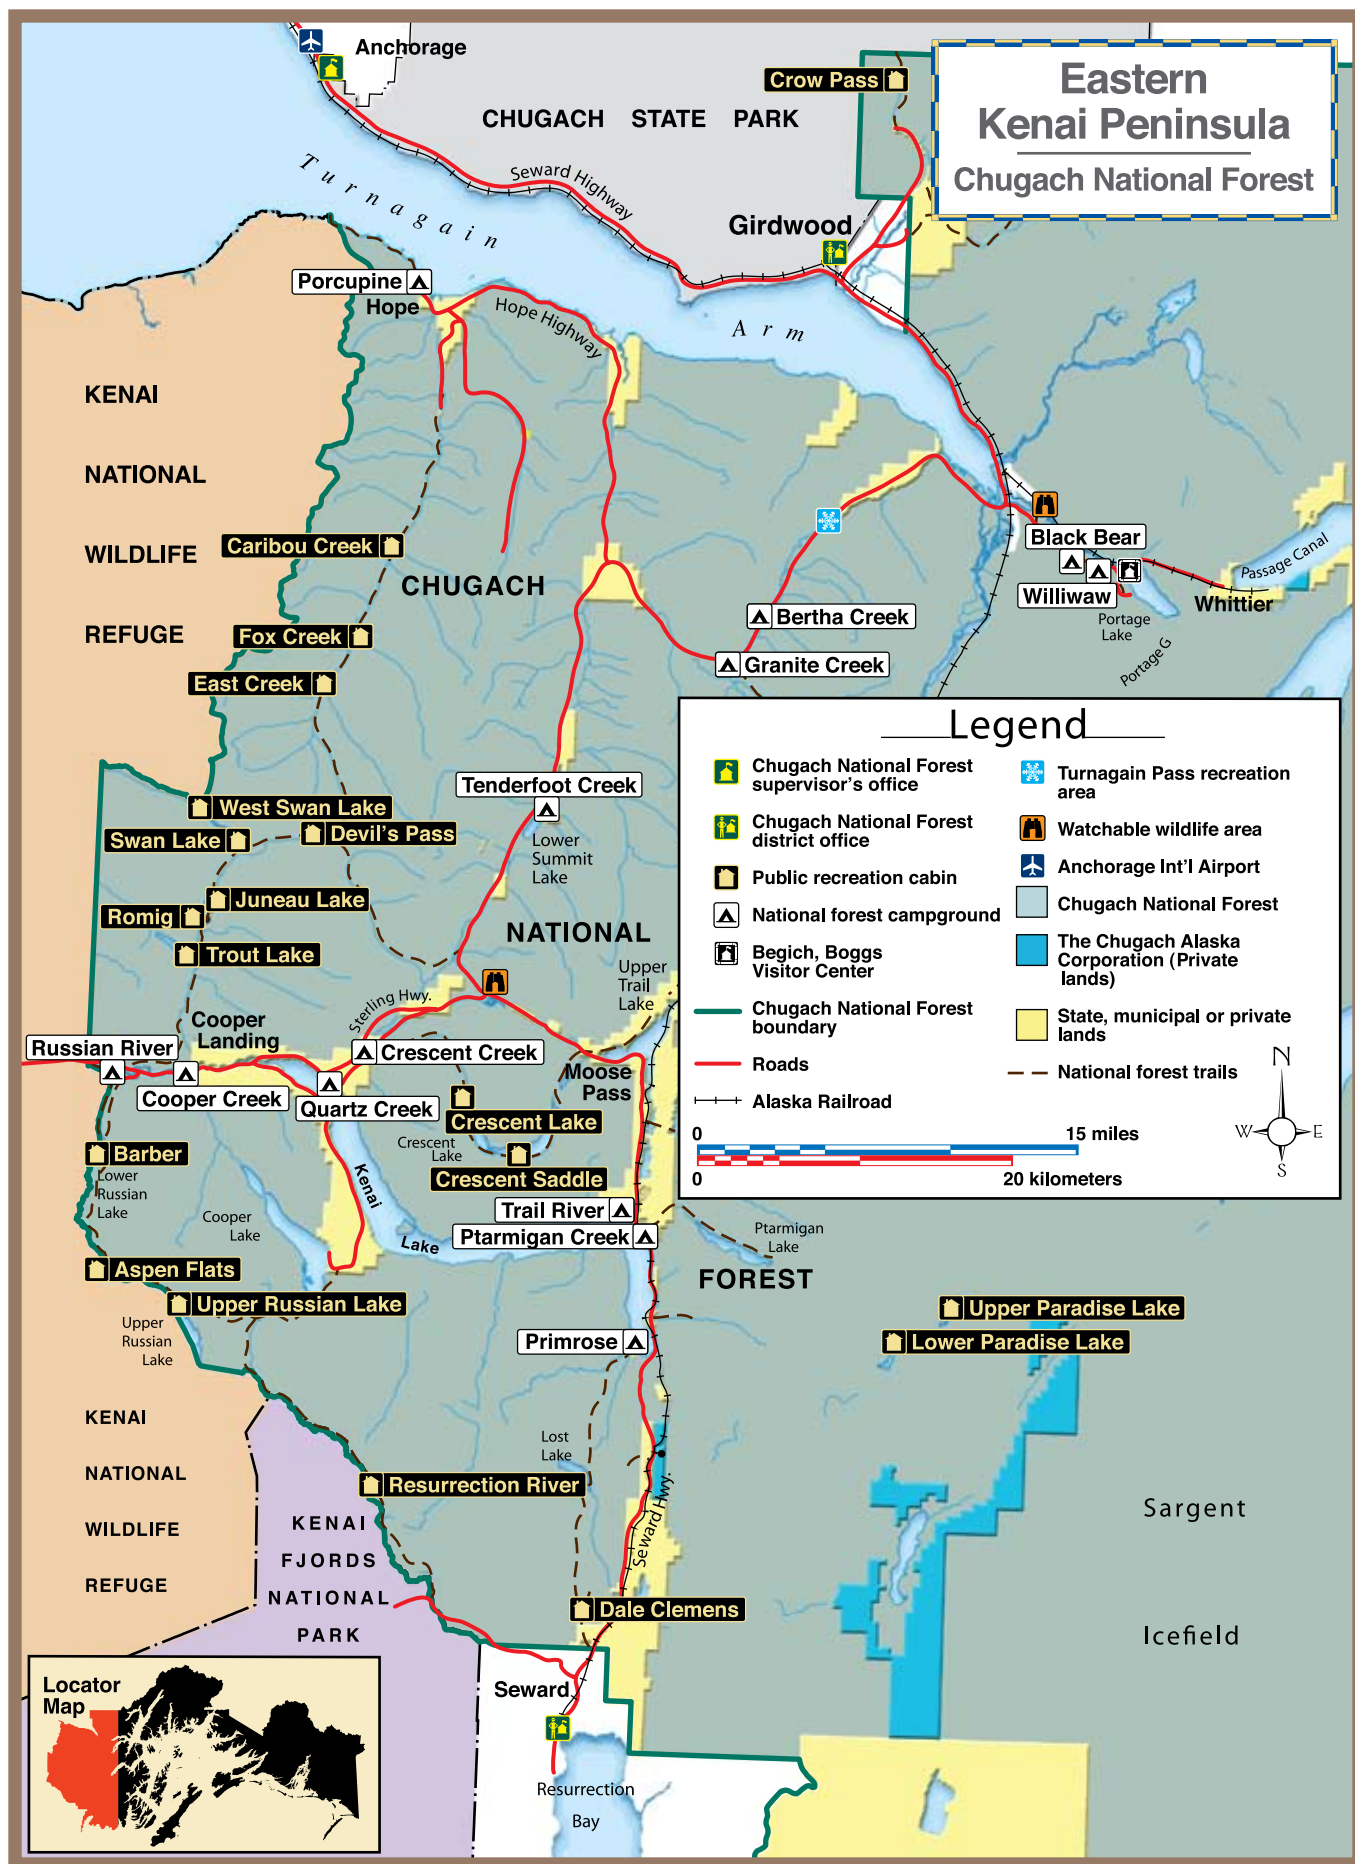 Anchorage
Crow Pass
Eastern
Kenai Peninsula
Chugach National Forest
CHUGACH STATE PARK
Seward Highway
Turnagain
Arm
Girdwood
Porcupine
Hope
Hope Highway
KENAI
NATIONAL
WILDLIFE
REFUGE
Caribou Creek
CHUGACH
Fox Creek
East Creek
Black Bear
Williwaw
Passage Canal
Whittier
Portage
Lake
Portage G
Bertha Creek
Granite Creek
Tenderfoot Creek
Lower
Summit
Lake
West Swan Lake
Swan Lake
Devil's Pass
Juneau Lake
Romig
Trout Lake
NATIONAL
Upper
Trail
Lake
Sterling Hwy.
Cooper
Landing
Russian River
Crescent Creek
Moose
Pass
Cooper Creek
Quartz Creek
Crescent Lake
Crescent
Lake
Crescent Saddle
Barber
Lower
Russian
Lake
Kenai
Lake
Cooper
Lake
Trail River
Ptarmigan Creek
Ptarmigan
Lake
FOREST
Aspen Flats
Upper Russian Lake
Upper
Russian
Lake
Primrose
Upper Paradise Lake
Lower Paradise Lake
Legend
Chugach National Forest
supervisor's office
Chugach National Forest
district office
Public recreation cabin
National forest campground
Begich, Boggs
Visitor Center
Chugach National Forest
boundary
Roads
Alaska Railroad
Turnagain Pass recreation
area
Watchable wildlife area
Anchorage Int'l Airport
Chugach National Forest
The Chugach Alaska
Corporation (Private
lands)
State, municipal or private
lands
National forest trails
N
W
E
S
0
15 miles
0
20 kilometers
KENAI
NATIONAL
WILDLIFE
REFUGE
Lost
Lake
Resurrection River
KENAI
FJORDS
NATIONAL
PARK
Seward Hwy.
Dale Clemens
Sargent
Icefield
Seward
Resurrection
Bay
Locator
Map